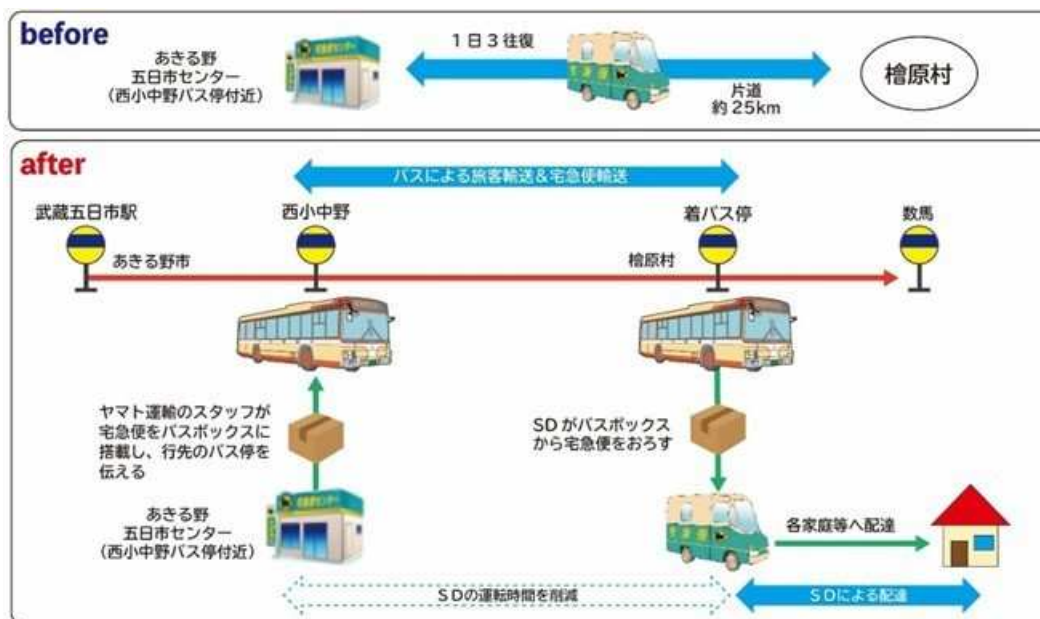 before
あきる野
五日市センター
（西小中野バス停付近）
1日3往復
片道
約25km
檜原村
after
バスによる旅客輸送&宅急便輸送
武蔵五日市駅
西小中野
着バス停
数馬
あきる野市
檜原村
ヤマト運輸のスタッフが
宅急便をバスボックスに
搭載し、行先のバス停を
伝える
SDがバスボックス
から宅急便をおろす
あきる野
五日市センター
（西小中野バス停付近）
各家庭等へ配達
SDの運転時間を削減
SDによる配達